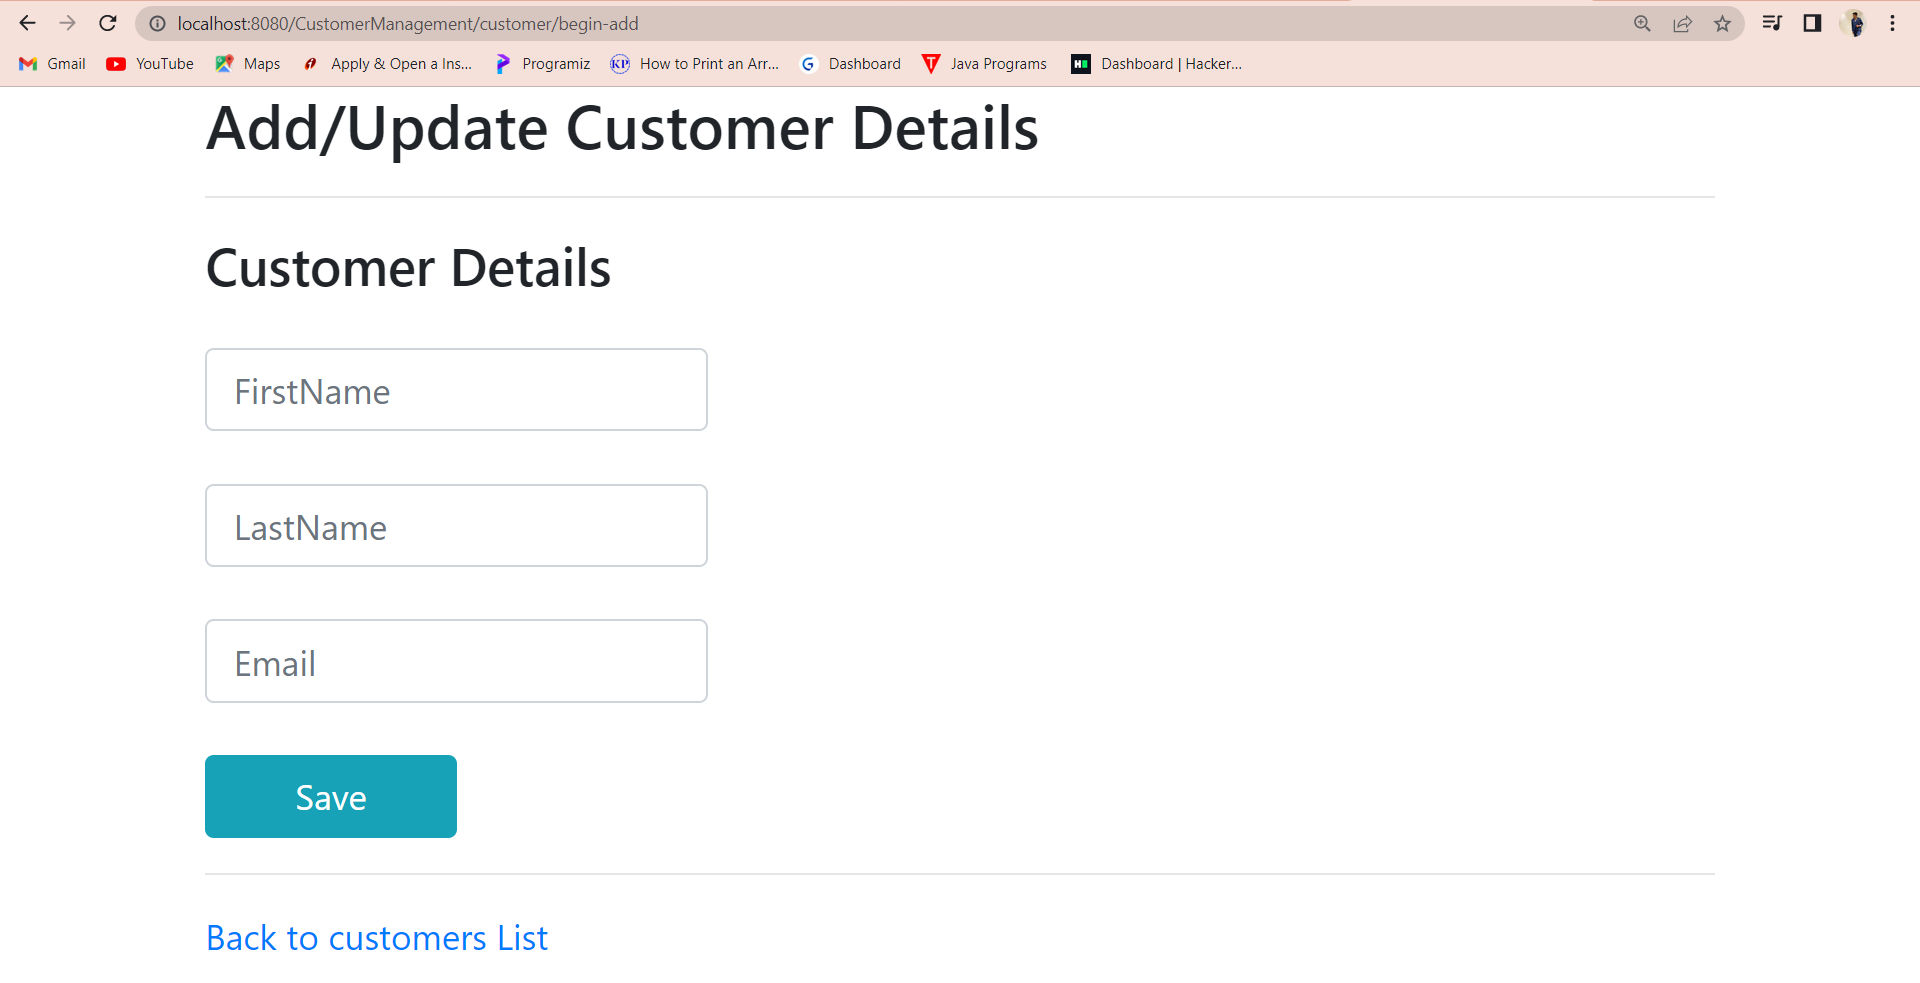 localhost:8080/CustomerManagement/customer/begin-add
Gmail YouTube Maps Apply & Open a Ins... Programiz KP How to Print an Arr... G Dashboard T Java Programs H Dashboard | Hacker...
Add/Update Customer Details
Customer Details
FirstName
LastName
Email
Save
Back to customers List